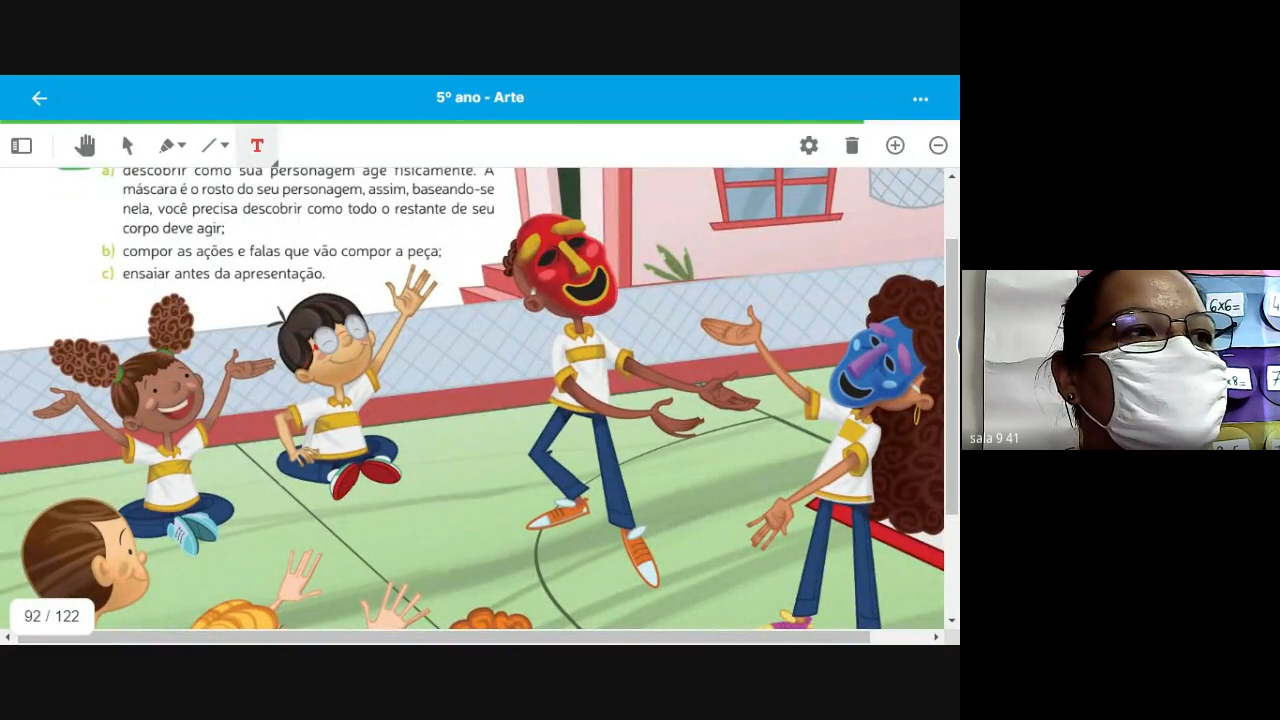 5º ano - Arte
T
a) descobrir como sua personagem age fisicamente. A
máscara é o rosto do seu personagem, assim, baseando-se
nela, você precisa descobrir como todo o restante de seu
corpo deve agir;
b) compor as ações e falas que vão compor a peça;
c) ensaiar antes da apresentação.
92 / 122
6x6=
x8=
7
sala 9 41